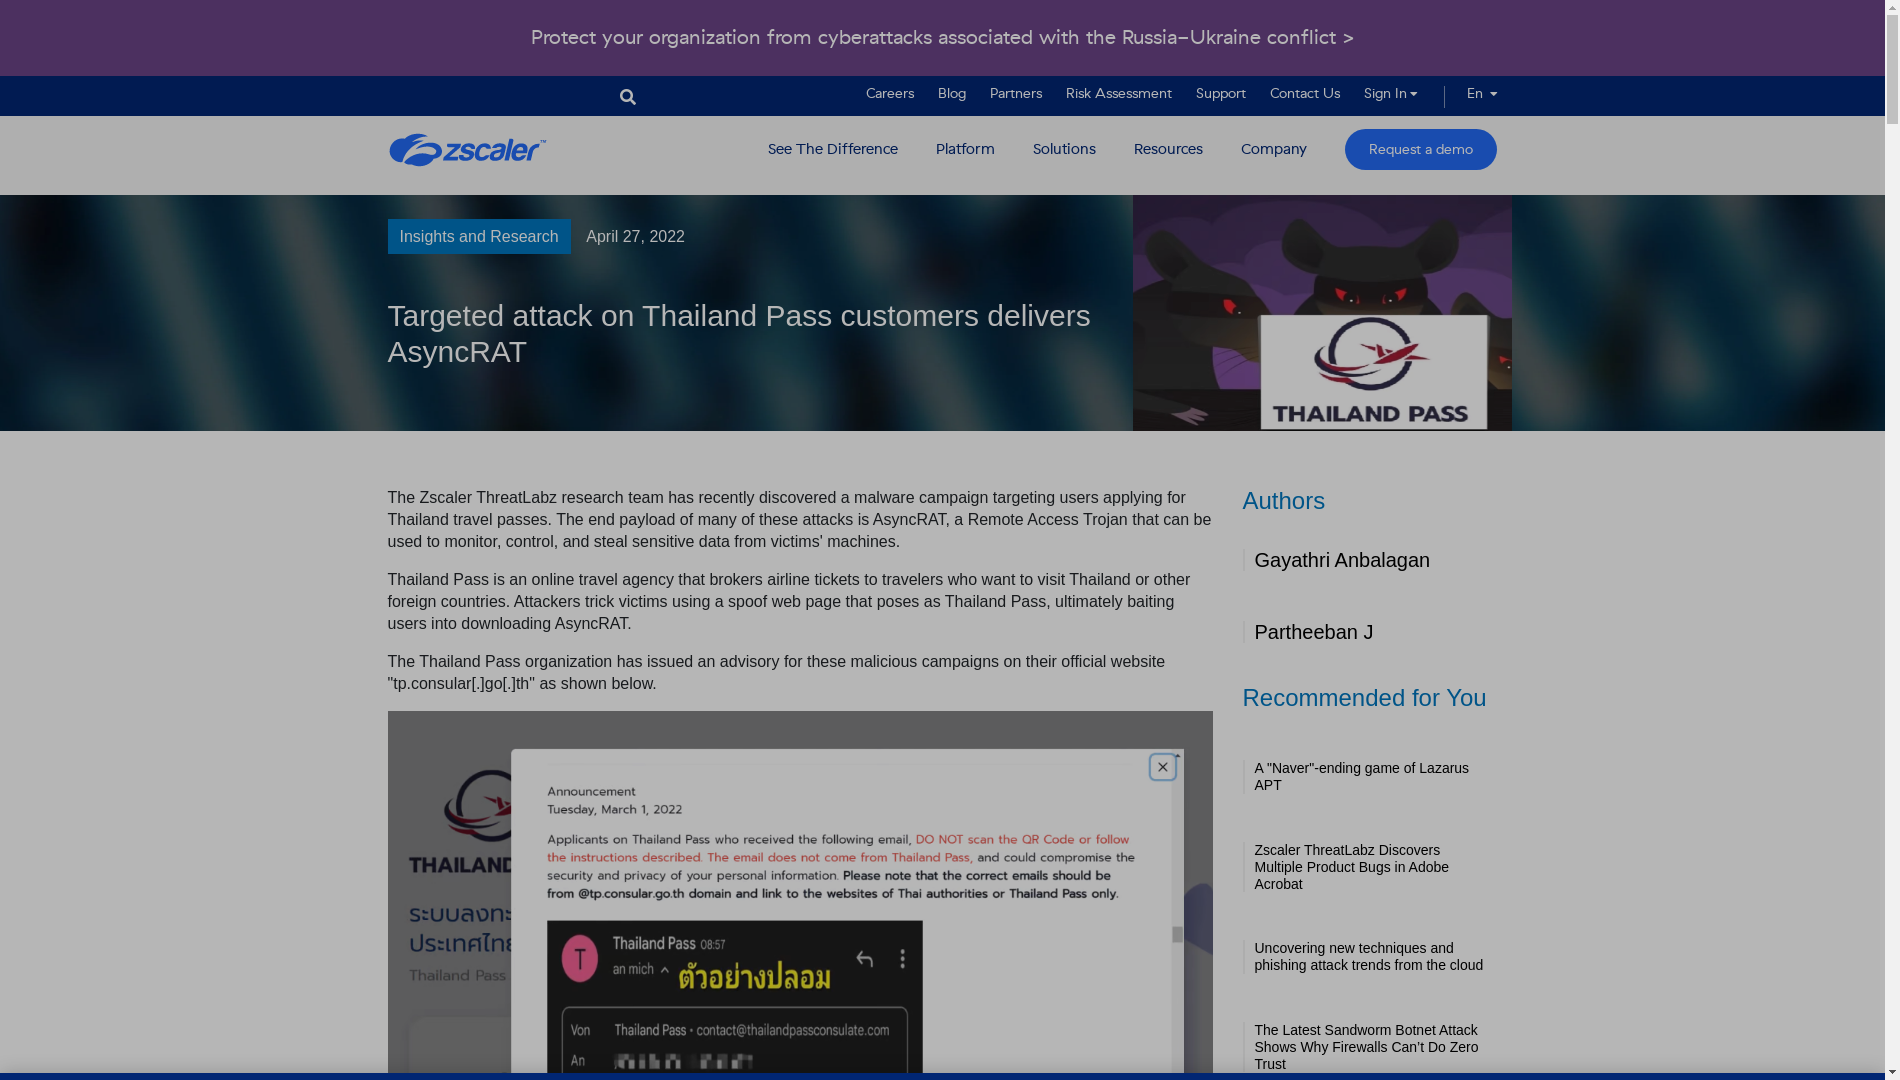 Protect your organization from cyberattacks associated with the Russia–Ukraine conflict >
Careers Blog Partners Risk Assessment Support Contact Us Sign In En
zscaler™
See The Difference Platform Solutions Resources Company Request a demo
Insights and Research April 27, 2022
Targeted attack on Thailand Pass customers delivers
AsyncRAT
THAILAND PASS
The Zscaler ThreatLabz research team has recently discovered a malware campaign targeting users applying for
Thailand travel passes. The end payload of many of these attacks is AsyncRAT, a Remote Access Trojan that can be
used to monitor, control, and steal sensitive data from victims' machines.
Thailand Pass is an online travel agency that brokers airline tickets to travelers who want to visit Thailand or other
foreign countries. Attackers trick victims using a spoof web page that poses as Thailand Pass, ultimately baiting
users into downloading AsyncRAT.
The Thailand Pass organization has issued an advisory for these malicious campaigns on their official website
"tp.consular[.]go[.]th" as shown below.
THAILAND
ระบบลงทะ
ประเทศไทย
Thailand Pass
Announcement
Tuesday, March 1, 2022
Applicants on Thailand Pass who received the following email, DO NOT scan the QR Code or follow
the instructions described. The email does not come from Thailand Pass, and could compromise the
security and privacy of your personal information. Please note that the correct emails should be
from @tp.consular.go.th domain and link to the websites of Thai authorities or Thailand Pass only.
T
Thailand Pass 08:57
an mich
ตัวอย่างปลอม
Von Thailand Pass • contact@thailandpassconsulate.com
An
Authors
Gayathri Anbalagan
Partheeban J
Recommended for You
A "Naver"-ending game of Lazarus
APT
Zscaler ThreatLabz Discovers
Multiple Product Bugs in Adobe
Acrobat
Uncovering new techniques and
phishing attack trends from the cloud
The Latest Sandworm Botnet Attack
Shows Why Firewalls Can’t Do Zero
Trust